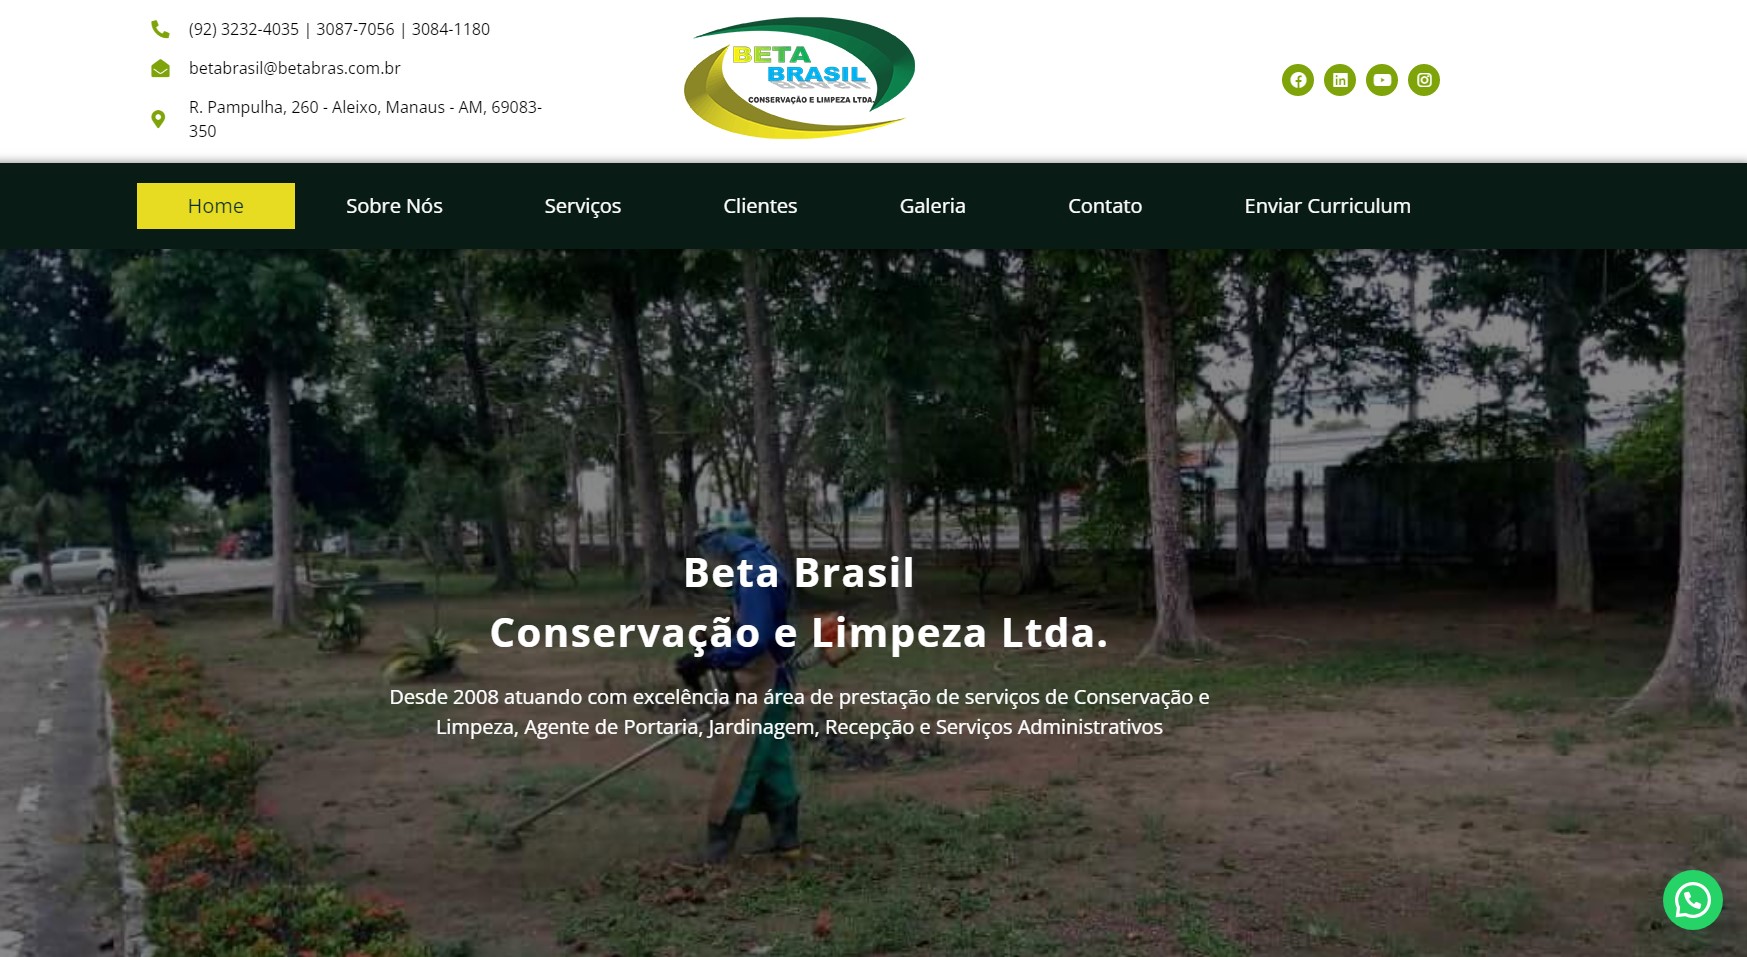 (92) 3232-4035 | 3087-7056 | 3084-1180
betabrasil@betabras.com.br
R. Pampulha, 260 - Aleixo, Manaus - AM, 69083-
350
BETA
BRASIL
CONSERVAÇÃO E LIMPEZA LTDA.
Home
Sobre Nós
Serviços
Clientes
Galeria
Contato
Enviar Curriculum
Beta Brasil
Conservação e Limpeza Ltda.
Desde 2008 atuando com excelência na área de prestação de serviços de Conservação e
Limpeza, Agente de Portaria, Jardinagem, Recepção e Serviços Administrativos